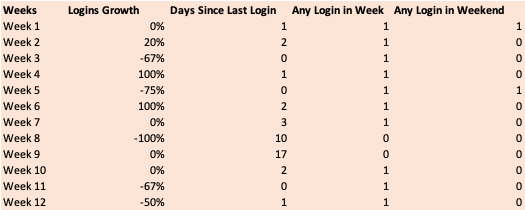 Weeks Logins Growth Days Since Last Login Any Login in Week Any Login in Weekend
Week 1 0% 1 1 1
Week 2 20% 2 1 0
Week 3 -67% 0 1 0
Week 4 100% 1 1 0
Week 5 -75% 0 1 1
Week 6 100% 2 1 0
Week 7 0% 3 1 0
Week 8 -100% 10 0 0
Week 9 0% 17 0 0
Week 10 0% 2 1 0
Week 11 -67% 0 1 0
Week 12 -50% 1 1 0